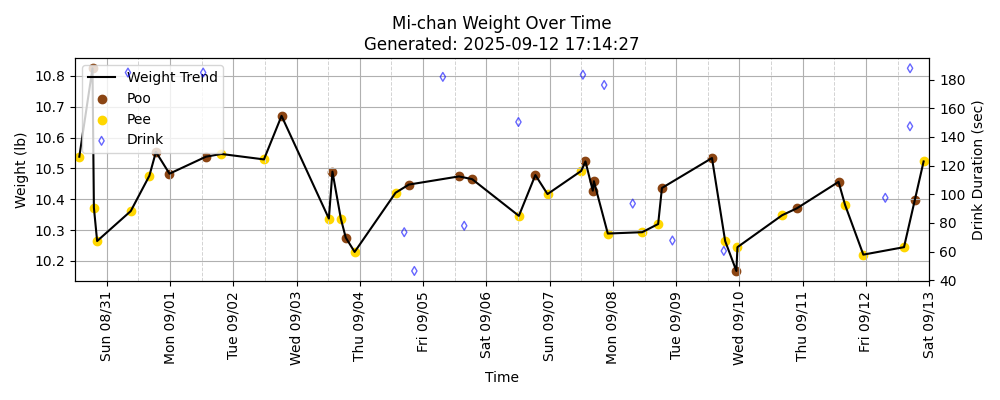 Mi-chan Weight Over Time
Generated: 2025-09-12 17:14:27
Weight (lb)
10.8
10.7
10.6
10.5
10.4
10.3
10.2
Weight Trend
Poo
Pee
Drink
180
160
140
120
100
80
60
40
Drink Duration (sec)
Sun 08/31
Mon 09/01
Tue 09/02
Wed 09/03
Thu 09/04
Fri 09/05
Sat 09/06
Sun 09/07
Mon 09/08
Tue 09/09
Wed 09/10
Thu 09/11
Fri 09/12
Sat 09/13
Time